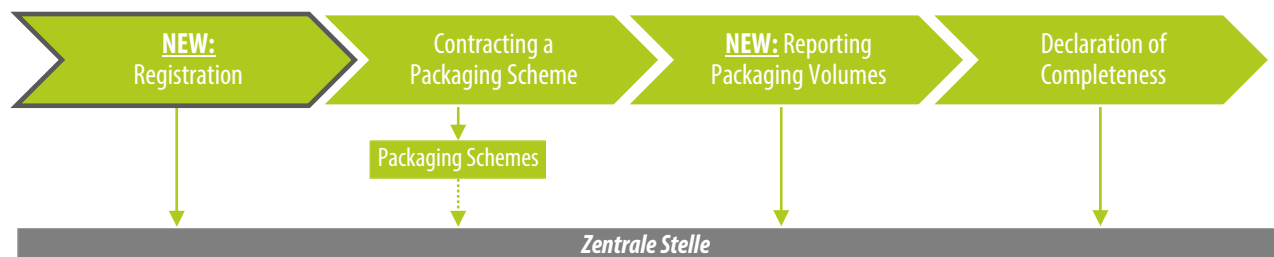 NEW:
Registration
Contracting a
Packaging Scheme
NEW: Reporting
Packaging Volumes
Declaration of
Completeness
Packaging Schemes
Zentrale Stelle